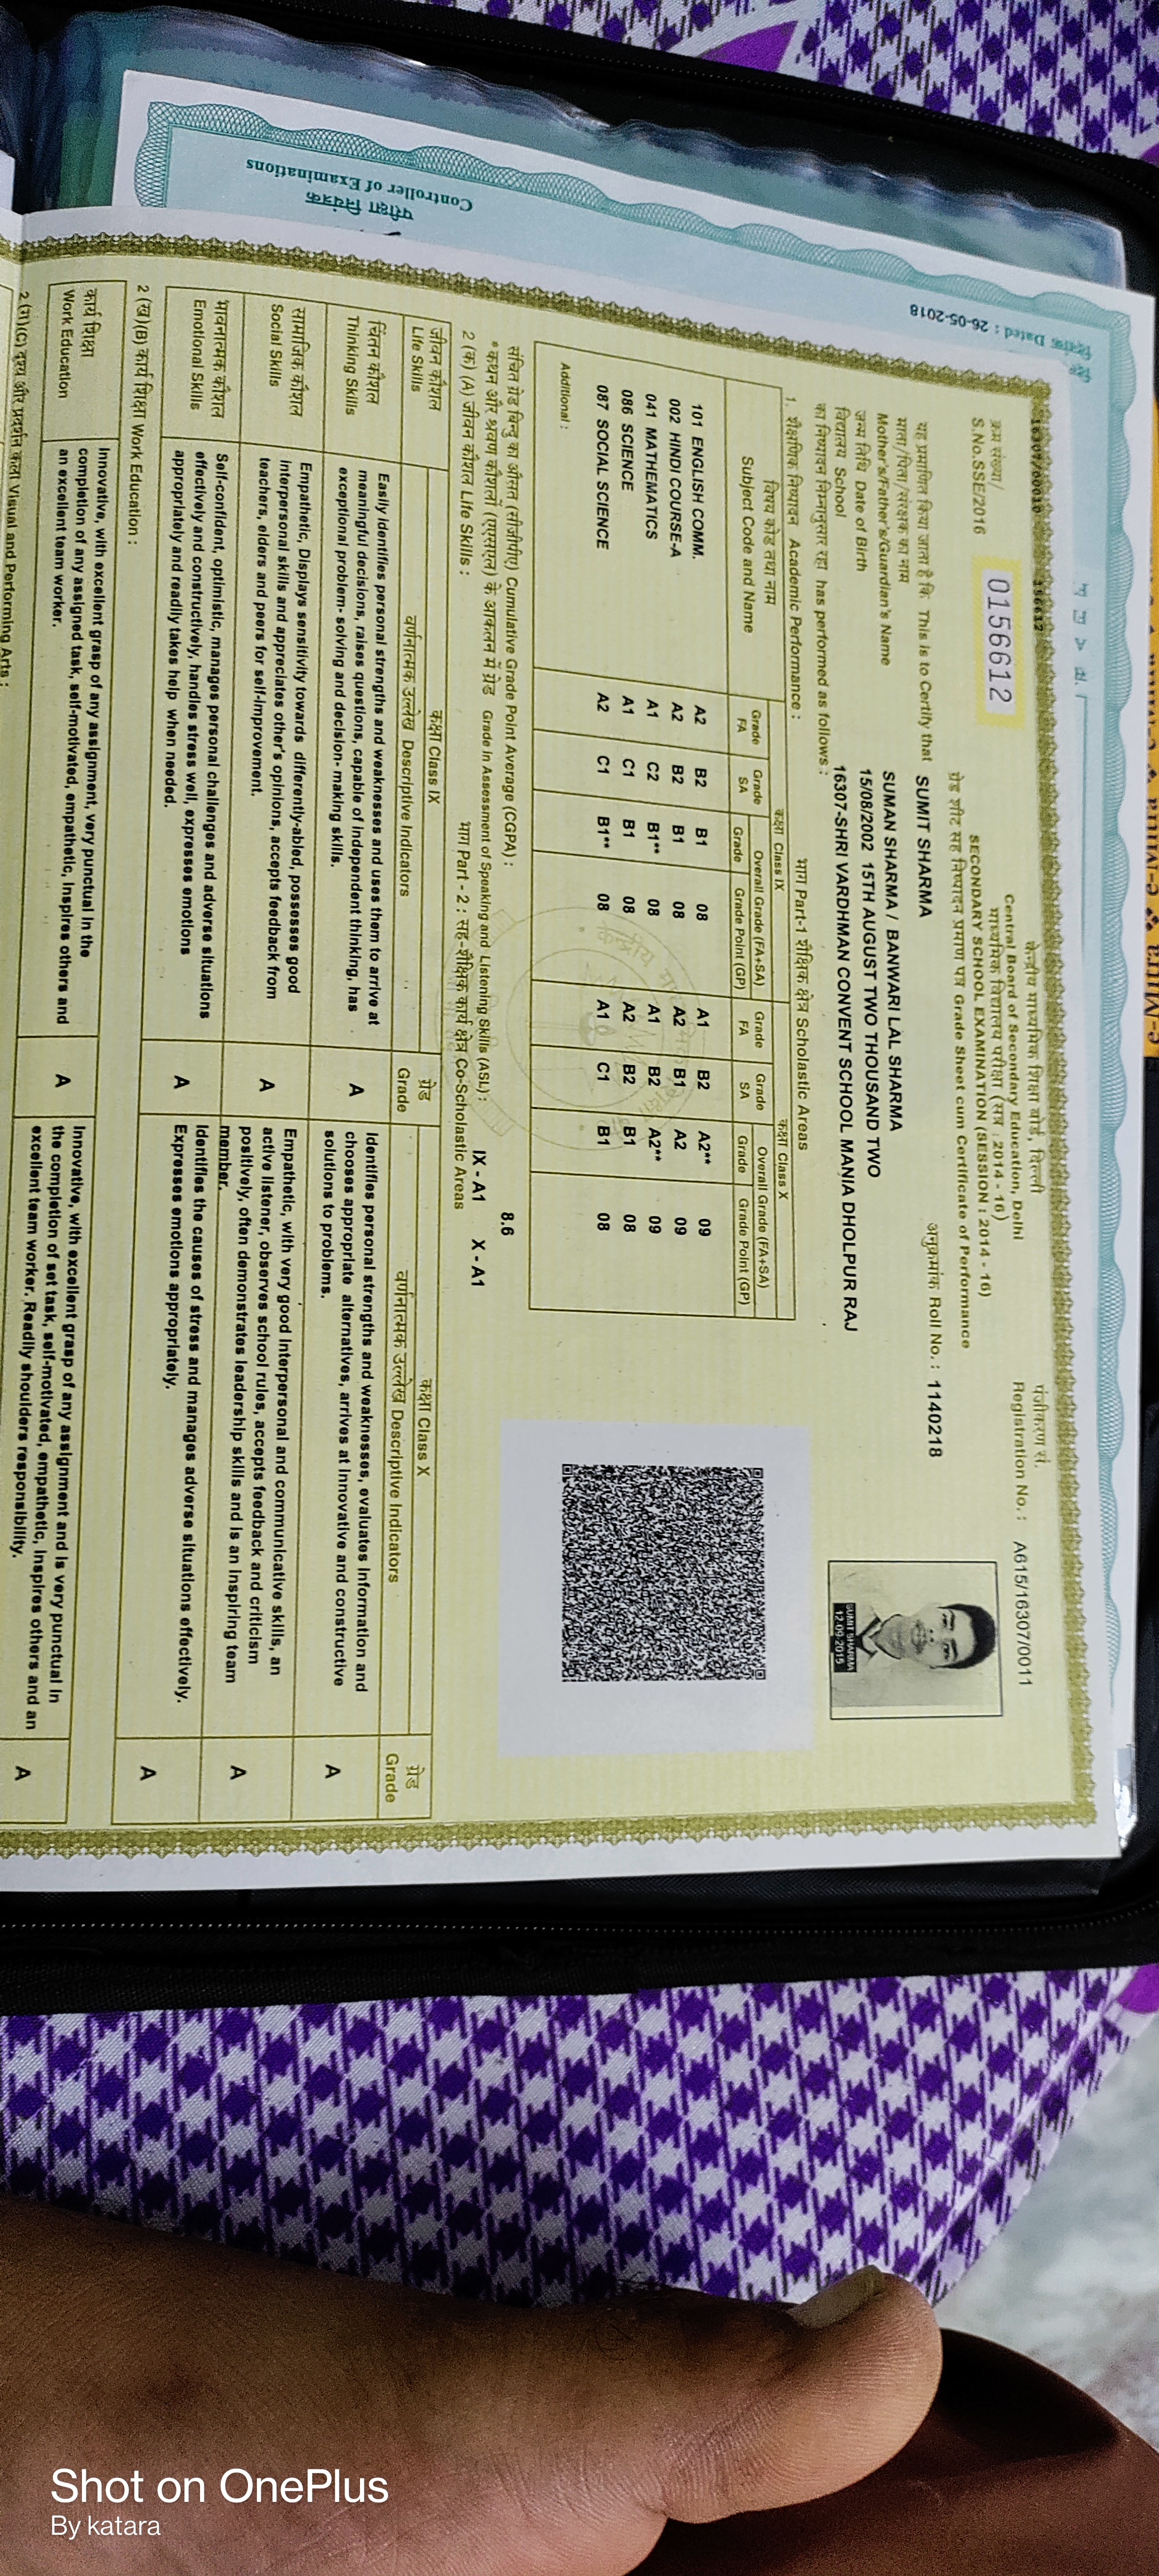 16307/00010
156612
केन्द्रीय माध्यमिक शिक्षा बोर्ड, दिल्ली
Central Board of Secondary Education, Delhi
माध्यमिक विद्यालय परीक्षा (सत्र : 2014 - 16)
SECONDARY SCHOOL EXAMINATION (SESSION : 2014 - 16)
ग्रेड शीट सह निष्पादन प्रमाण पत्र Grade Sheet cum Certificate of Performance
क्रम संख्या/
S.No.SSE/2016 0156612
पंजीकरण सं.
Registration No. : A615/16307/0011
अनुक्रमांक Roll No. : 1140218
यह प्रमाणित किया जाता है कि This is to Certify that SUMIT SHARMA
माता/पिता/संरक्षक का नाम
Mother's/Father's/Guardian's Name SUMAN SHARMA / BANWARI LAL SHARMA
जन्म तिथि Date of Birth 15/08/2002 15TH AUGUST TWO THOUSAND TWO
विद्यालय School 16307-SHRI VARDHMAN CONVENT SCHOOL MANIA DHOLPUR RAJ
का निष्पादन निम्नानुसार रहा has performed as follows :
SUMIT SHARMA
12.09.2015
भाग Part-1 शैक्षिक क्षेत्र Scholastic Areas
1. शैक्षणिक निष्पादन Academic Performance :
विषय कोड तथा नाम
Subject Code and Name
कक्षा Class IX कक्षा Class X
Grade FA Grade SA Overall Grade (FA+SA) Grade Grade Point (GP) Grade FA Grade SA Overall Grade (FA+SA) Grade Grade Point (GP)
101 ENGLISH COMM. A2 B2 B1 08 A1 B2 A2** 09
002 HINDI COURSE-A A2 B2 B1 08 A2 B1 A2 09
041 MATHEMATICS A1 C2 B1** 08 A1 B2 A2** 09
086 SCIENCE A1 C1 B1 08 A2 B2 B1 08
087 SOCIAL SCIENCE A2 C1 B1** 08 A1 C1 B1 08
Additional :
संचित ग्रेड बिन्दु का औसत (सीजीपीए) Cumulative Grade Point Average (CGPA) : 8.6
* कथन और श्रवण कौशलों (एएसएल) के आकलन में ग्रेड Grade in Assessment of Speaking and Listening Skills (ASL) : IX - A1 X - A1
भाग Part - 2 : सह-शैक्षिक कार्य क्षेत्र Co-Scholastic Areas
2 (क) (A) जीवन कौशल Life Skills :
जीवन कौशल
Life Skills
कक्षा Class IX
वर्णनात्मक उल्लेख Descriptive Indicators
ग्रेड
Grade
कक्षा Class X
वर्णनात्मक उल्लेख Descriptive Indicators
ग्रेड
Grade
चिंतन कौशल
Thinking Skills
Easily identifies personal strengths and weaknesses and uses them to arrive at
meaningful decisions, raises questions, capable of independent thinking, has
exceptional problem- solving and decision- making skills.
A
Identifies personal strengths and weaknesses, evaluates information and
chooses appropriate alternatives, arrives at innovative and constructive
solutions to problems.
A
सामाजिक कौशल
Social Skills
Empathetic, Displays sensitivity towards differently-abled, possesses good
interpersonal skills and appreciates other's opinions, accepts feedback from
teachers, elders and peers for self-improvement.
A
Empathetic, with very good interpersonal and communicative skills, an
active listener, observes school rules, accepts feedback and criticism
positively, often demonstrates leadership skills and is an inspiring team
member.
A
भावनात्मक कौशल
Emotional Skills
Self-confident, optimistic, manages personal challenges and adverse situations
effectively and constructively, handles stress well, expresses emotions
appropriately and readily takes help when needed.
A
Identifies the causes of stress and manages adverse situations effectively.
Expresses emotions appropriately.
A
2 (ख)(B) कार्य शिक्षा Work Education :
कार्य शिक्षा
Work Education
Innovative, with excellent grasp of any assignment, very punctual in the
completion of any assigned task, self-motivated, empathetic, inspires others and
an excellent team worker.
A
Innovative, with excellent grasp of any assignment and is very punctual in
the completion of set task, self-motivated, empathetic, inspires others and an
excellent team worker. Readily shoulders responsibility.
A
2 (ग)(C) दृश्य और प्रदर्शन कला Visual and Performing Arts :
दिनांक Dated : 26-05-2018
परीक्षा नियंत्रक
Controller of Examinations
Shot on OnePlus
By katara